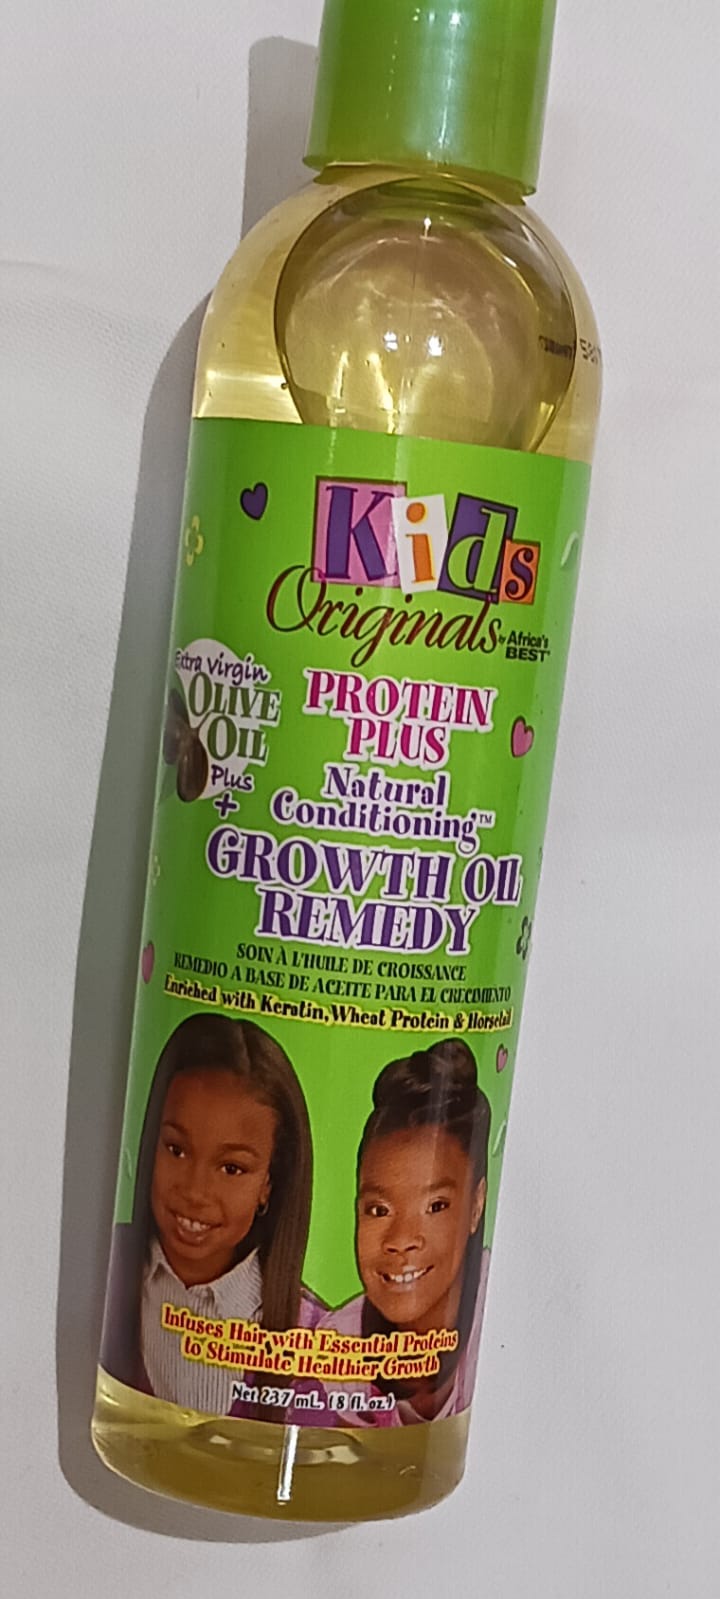 Kids
Originals
by Africa's
BEST®
Extra Virgin
OLIVE
OIL
Plus
+
PROTEIN
PLUS
Natural
Conditioning™
GROWTH OIL
REMEDY
SOIN À L'HUILE DE CROISSANCE
REMEDIO A BASE DE ACEITE PARA EL CRECIMIENTO
Enriched with Keratin, Wheat Protein & Horsetail
Infuses Hair with Essential Proteins
to Stimulate Healthier Growth
Net 237 mL (8 fl. oz.)